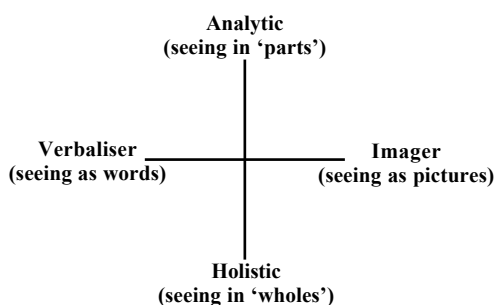 Analytic
(seeing in ‘parts’)
Verbaliser
(seeing as words)
Imager
(seeing as pictures)
Holistic
(seeing in ‘wholes’)